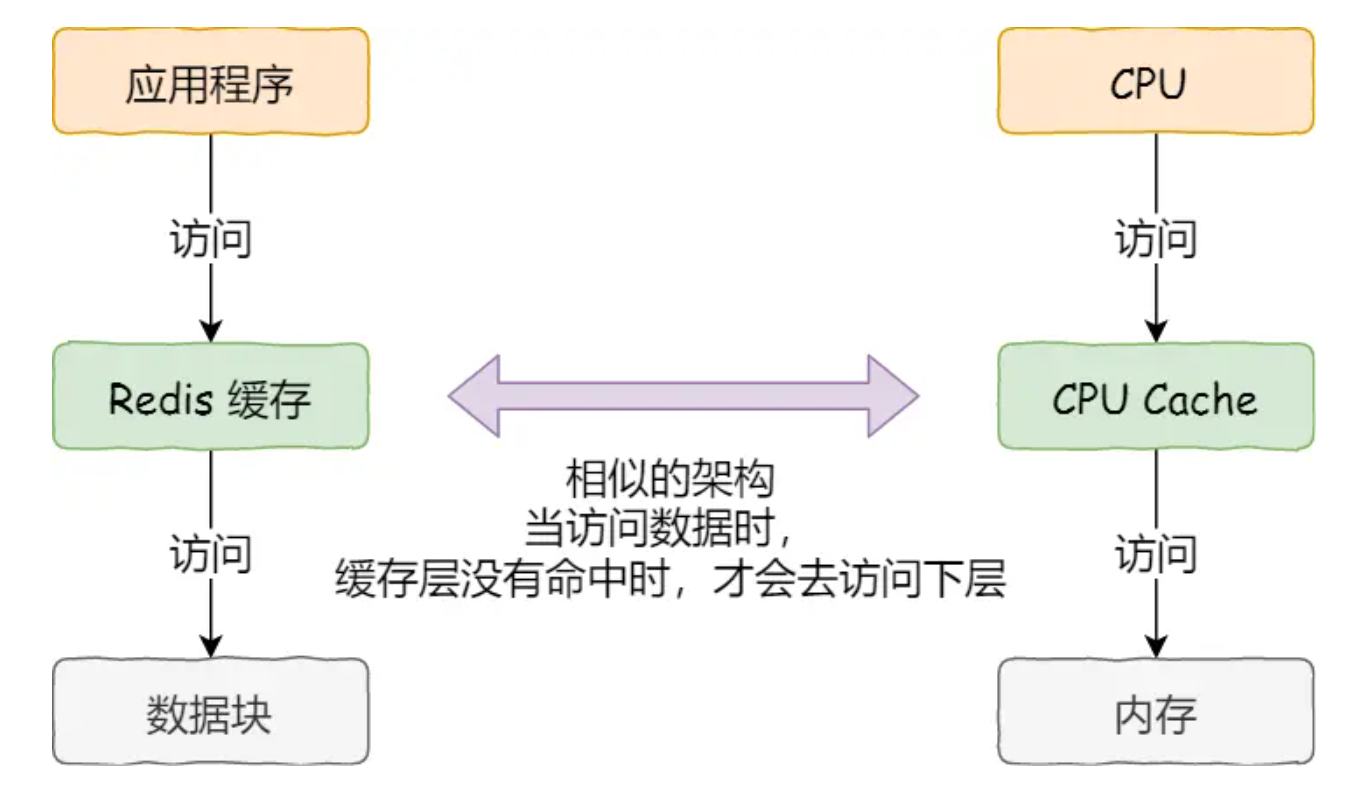 应用程序
CPU
访问
访问
Redis 缓存
CPU Cache
相似的架构
当访问数据时，
缓存层没有命中时，才会去访问下层
访问
访问
数据块
内存